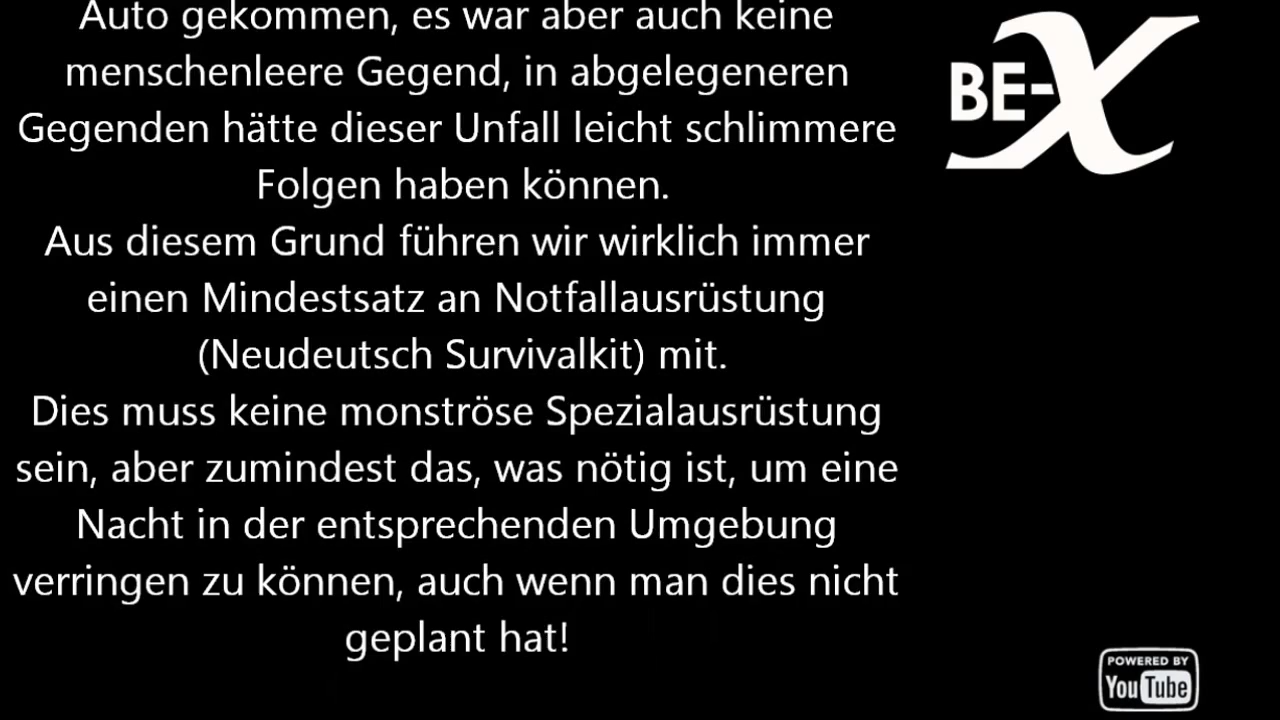 Auto gekommen, es war aber auch keine
menschenleere Gegend, in abgelegeneren
Gegenden hätte dieser Unfall leicht schlimmere
Folgen haben können.
Aus diesem Grund führen wir wirklich immer
einen Mindestsatz an Notfallausrüstung
(Neudeutsch Survivalkit) mit.
Dies muss keine monströse Spezialausrüstung
sein, aber zumindest das, was nötig ist, um eine
Nacht in der entsprechenden Umgebung
verringen zu können, auch wenn man dies nicht
geplant hat!
BE-X
POWERED BY
YouTube